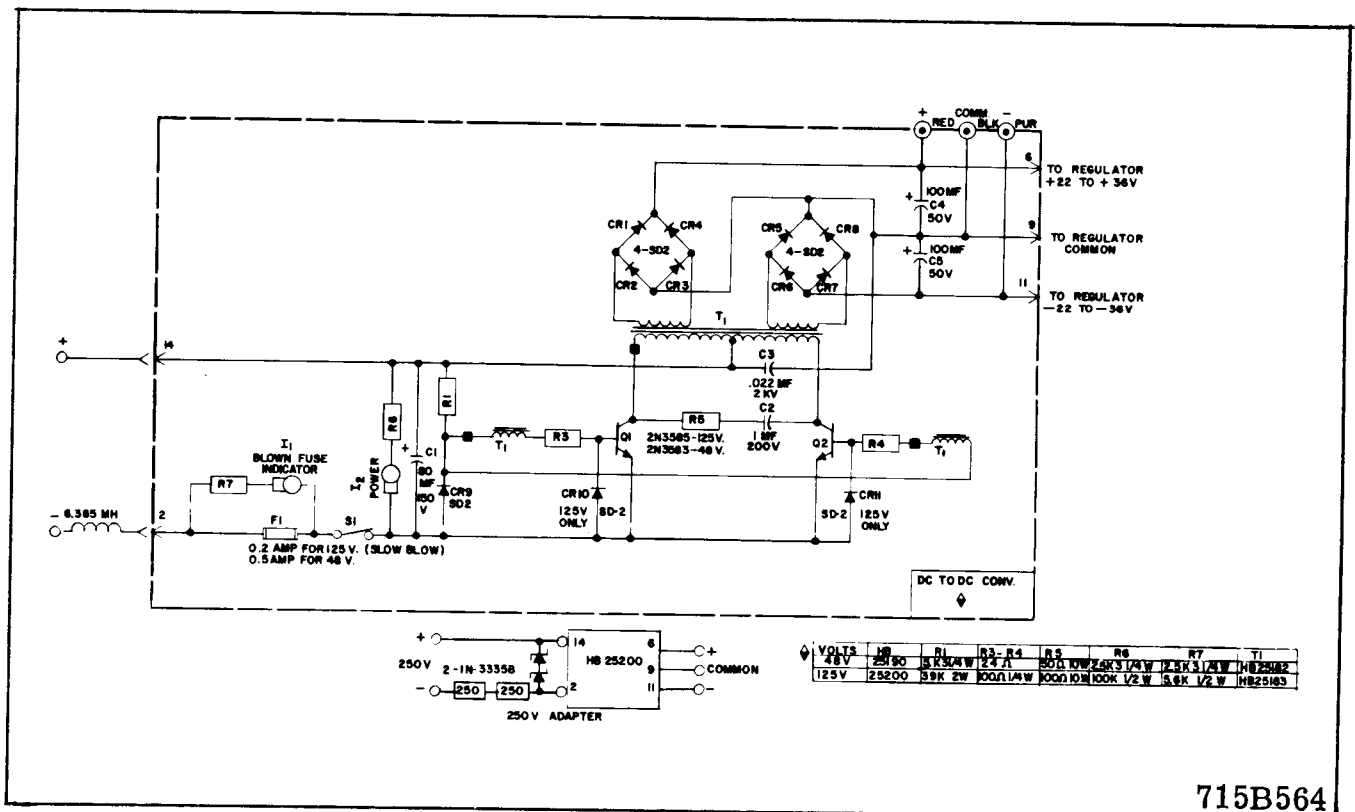 + COMM. -
RED BLK PUR
6
TO REGULATOR
+22 TO +36V
100MF
+ C4
50V
9
TO REGULATOR
COMMON
100MF
+ C5
50V
11
TO REGULATOR
-22 TO -36V
CR1 CR4
4-SD2
CR2 CR3
CR5 CR8
4-SD2
CR6 CR7
T1
+
14
C3
.022 MF
2 KV
R6
R1
C1
+
80
MF
150
V
T1
R3
Q1
R5
C2
1 MF
200V
2N3585-125V.
2N3583-48V.
Q2
R4
T1
I1
BLOWN FUSE
INDICATOR
R7
I2
POWER
CR9
SD2
CR10
125V
ONLY
SD-2
SD-2
CR11
125V
ONLY
- 6.385 MH
2
F1
S1
0.2 AMP FOR 125V. (SLOW BLOW)
0.5 AMP FOR 48 V.
DC TO DC CONV.
+
250V
-
2-1N-3335B
250 250
14
2
HB 25200
6
9
11
+
COMMON
-
250V ADAPTER
VOLTS HB R1 R3-R4 R5 R6 R7 T1
48V 25190 24 Ω 50Ω 10W HB25182
125V 25200 39K 2W 100Ω 1/4W 100Ω 10W 100K 1/2 W 5.6K 1/2 W HB25183
715B564